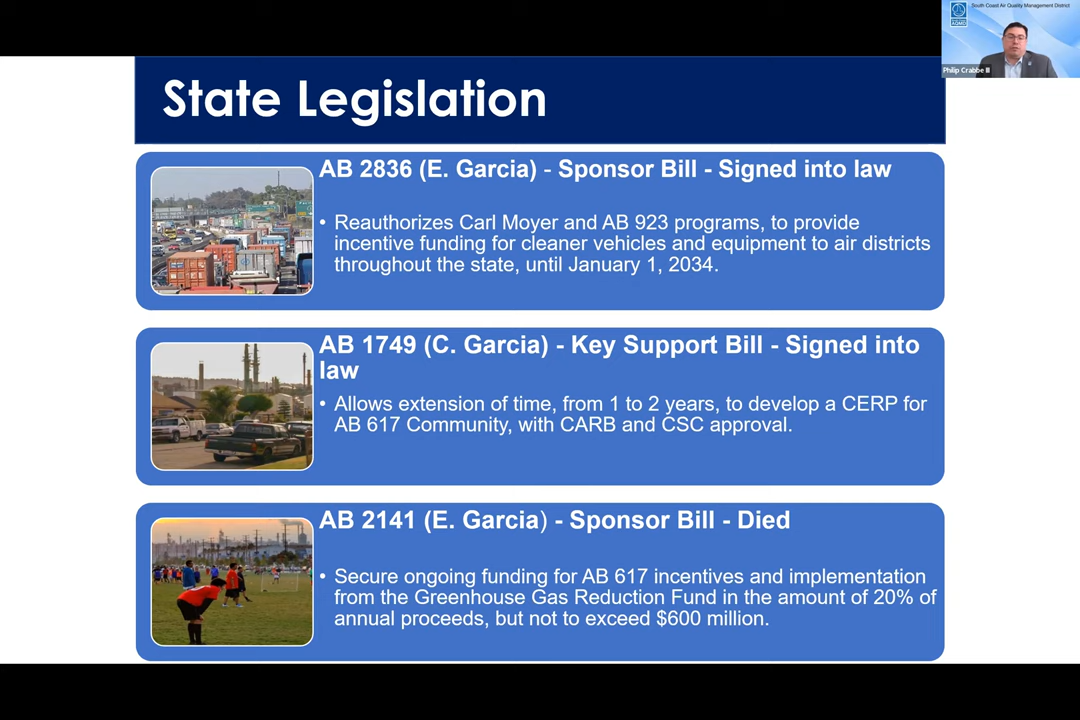 South Coast Air Quality Management District
Philip Crabbe III
State Legislation
AB 2836 (E. Garcia) - Sponsor Bill - Signed into law
• Reauthorizes Carl Moyer and AB 923 programs, to provide
incentive funding for cleaner vehicles and equipment to air districts
throughout the state, until January 1, 2034.
AB 1749 (C. Garcia) - Key Support Bill - Signed into
law
• Allows extension of time, from 1 to 2 years, to develop a CERP for
AB 617 Community, with CARB and CSC approval.
AB 2141 (E. Garcia) - Sponsor Bill - Died
• Secure ongoing funding for AB 617 incentives and implementation
from the Greenhouse Gas Reduction Fund in the amount of 20% of
annual proceeds, but not to exceed $600 million.